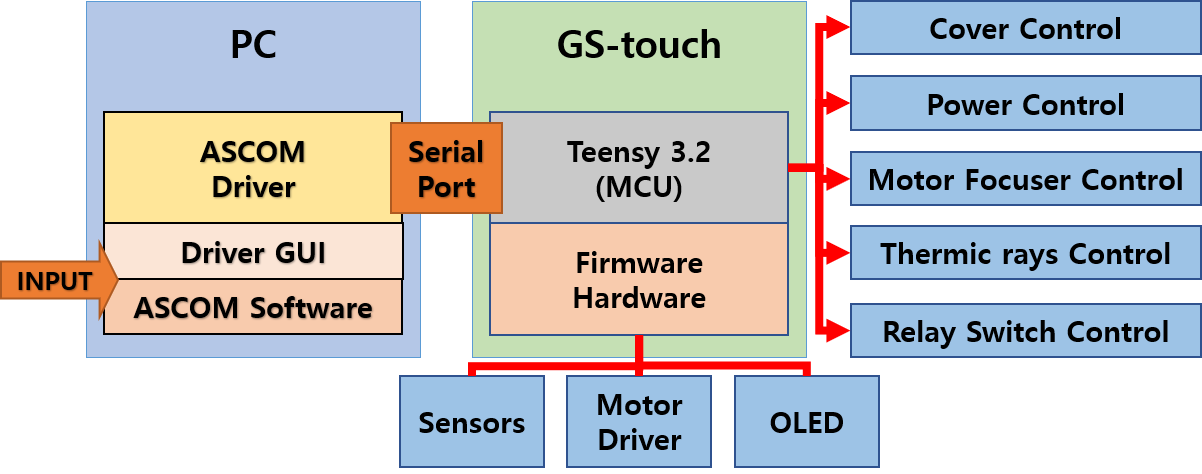 PC
GS-touch
ASCOM
Driver
Serial
Port
Teensy 3.2
(MCU)
Driver GUI
INPUT
ASCOM Software
Firmware
Hardware
Cover Control
Power Control
Motor Focuser Control
Thermic rays Control
Relay Switch Control
Sensors
Motor
Driver
OLED